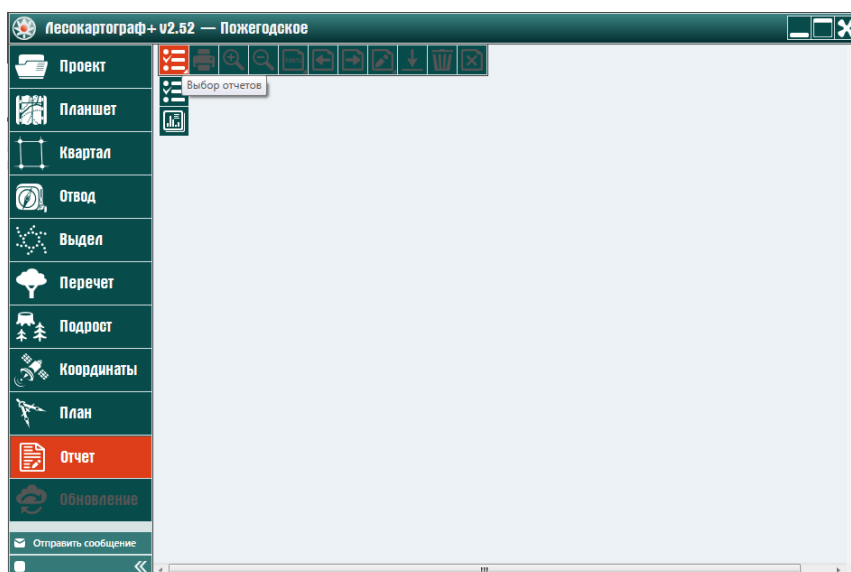 Лесокартограф+ v2.52 — Пожегодское
Проект
Выбор отчетов
Планшет
Квартал
Отвод
Выдел
Перечет
Подрост
Координаты
План
Отчет
Обновление
Отправить сообщение